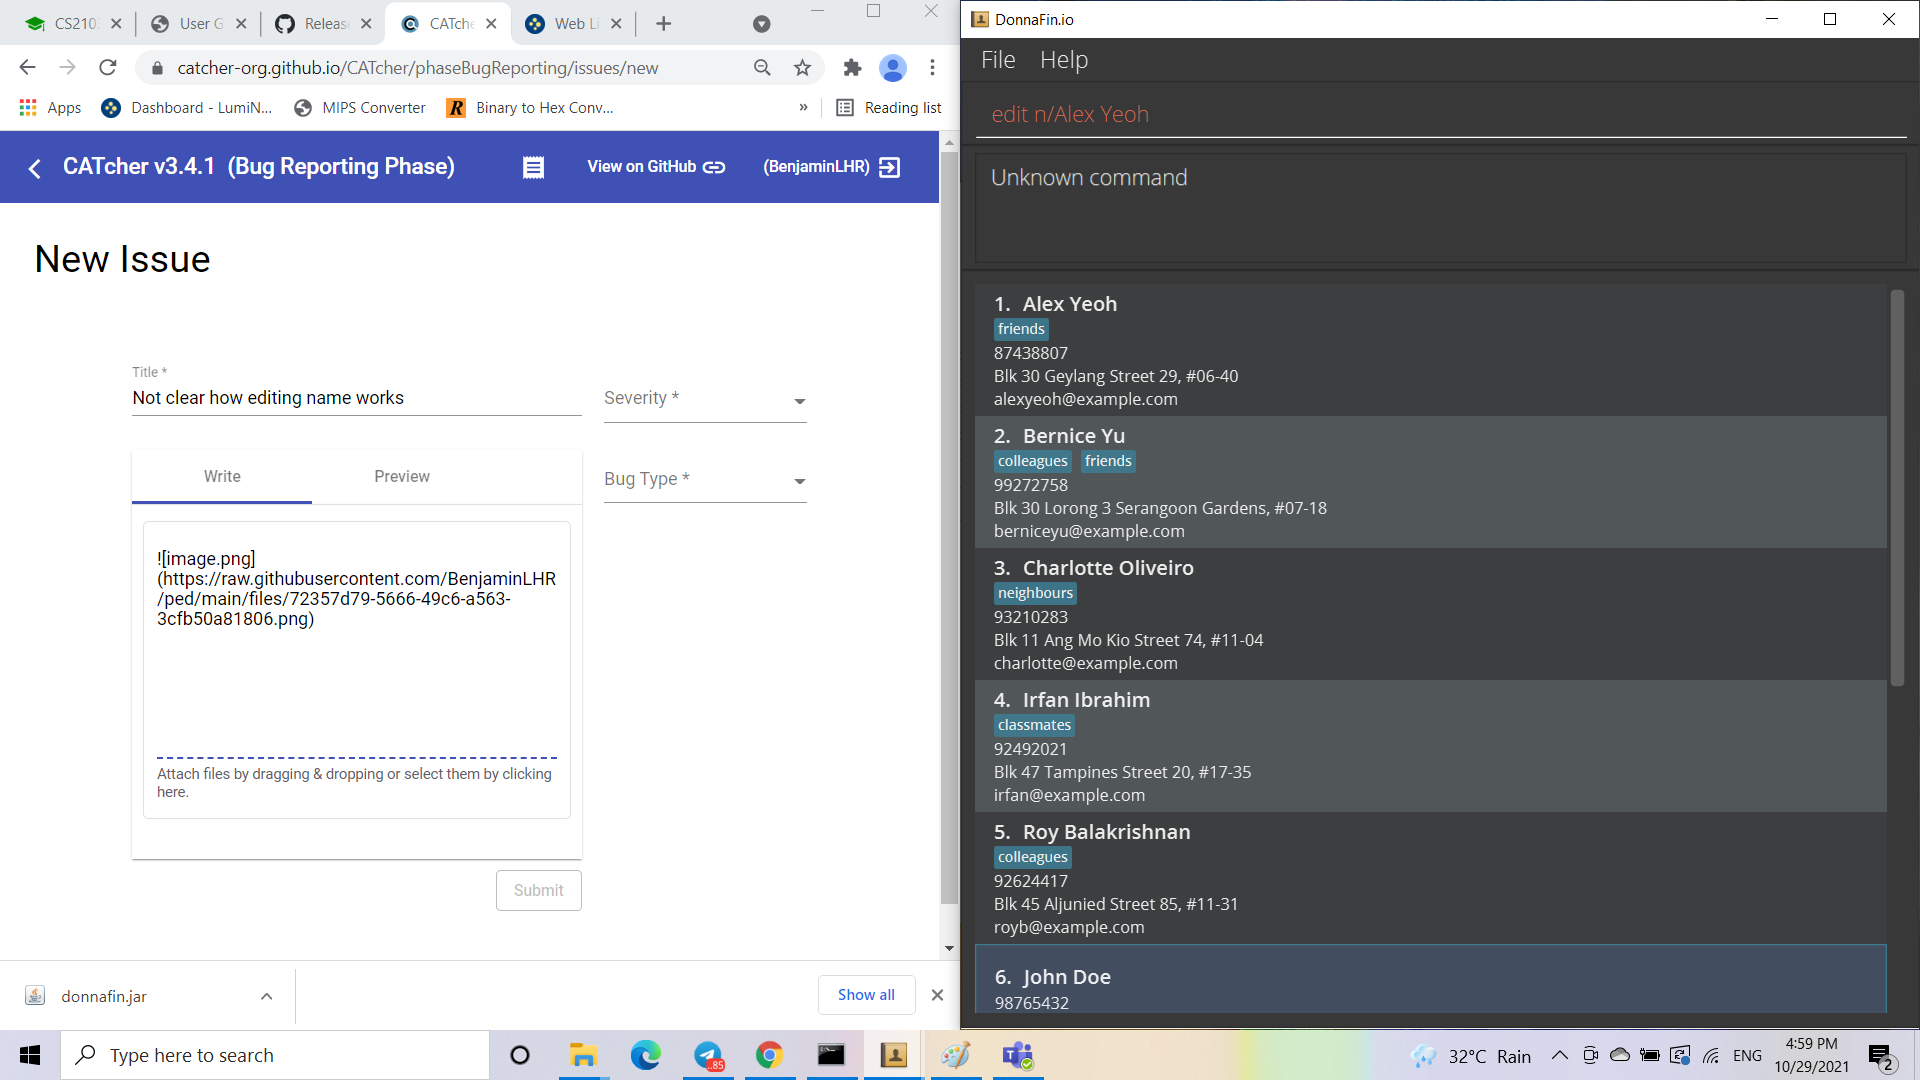 CS210
User G
Release
CATche
Web Li
catcher-org.github.io/CATcher/phaseBugReporting/issues/new
Apps
Dashboard - LumiN...
MIPS Converter
Binary to Hex Conv...
»
Reading list
CATcher v3.4.1 (Bug Reporting Phase)
View on GitHub
(BenjaminLHR)
New Issue
Title *
Not clear how editing name works
Severity *
Write
Preview
Bug Type *
![image.png]
(https://raw.githubusercontent.com/BenjaminLHR
/ped/main/files/72357d79-5666-49c6-a563-
3cfb50a81806.png)
Attach files by dragging & dropping or select them by clicking
here.
Submit
donnafin.jar
Show all
DonnaFin.io
File
Help
edit n/Alex Yeoh
Unknown command
1. Alex Yeoh
friends
87438807
Blk 30 Geylang Street 29, #06-40
alexyeoh@example.com
2. Bernice Yu
colleagues friends
99272758
Blk 30 Lorong 3 Serangoon Gardens, #07-18
berniceyu@example.com
3. Charlotte Oliveiro
neighbours
93210283
Blk 11 Ang Mo Kio Street 74, #11-04
charlotte@example.com
4. Irfan Ibrahim
classmates
92492021
Blk 47 Tampines Street 20, #17-35
irfan@example.com
5. Roy Balakrishnan
colleagues
92624417
Blk 45 Aljunied Street 85, #11-31
royb@example.com
6. John Doe
98765432
Type here to search
..85
32°C Rain
ENG
4:59 PM
10/29/2021
2